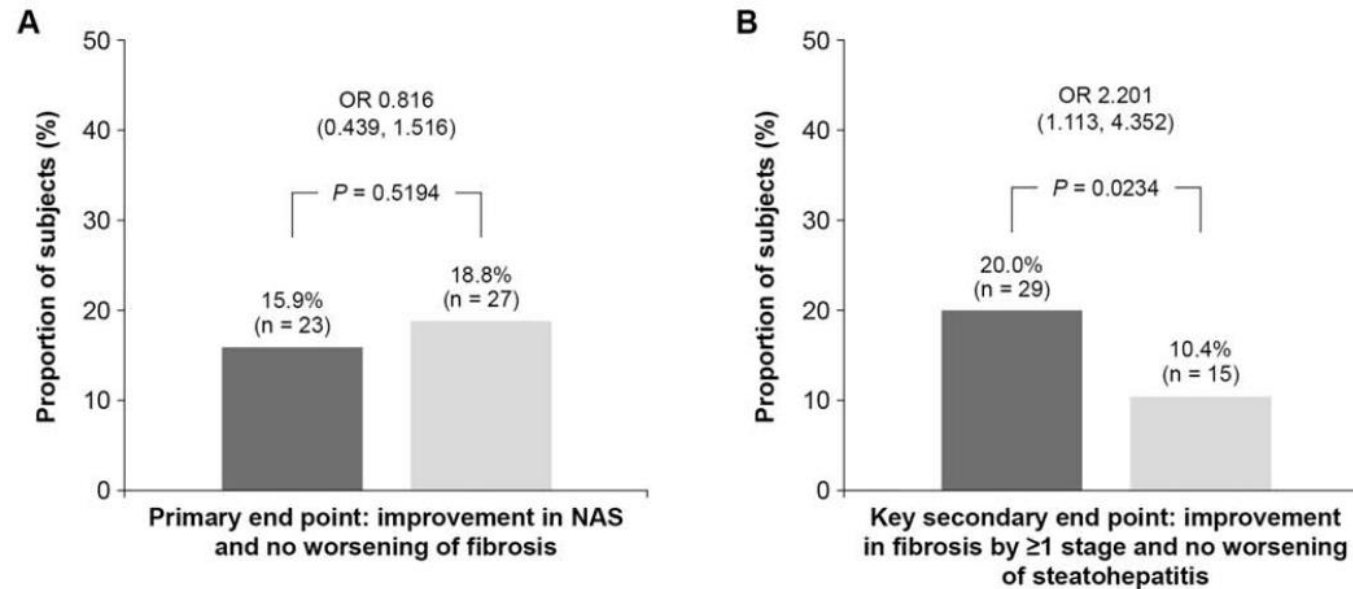 A
50
40
30
20
10
0
Proportion of subjects (%)
OR 0.816
(0.439, 1.516)
P = 0.5194
15.9%
(n = 23)
18.8%
(n = 27)
Primary end point: improvement in NAS
and no worsening of fibrosis
B
50
40
30
20
10
0
Proportion of subjects (%)
OR 2.201
(1.113, 4.352)
P = 0.0234
20.0%
(n = 29)
10.4%
(n = 15)
Key secondary end point: improvement
in fibrosis by ≥1 stage and no worsening
of steatohepatitis